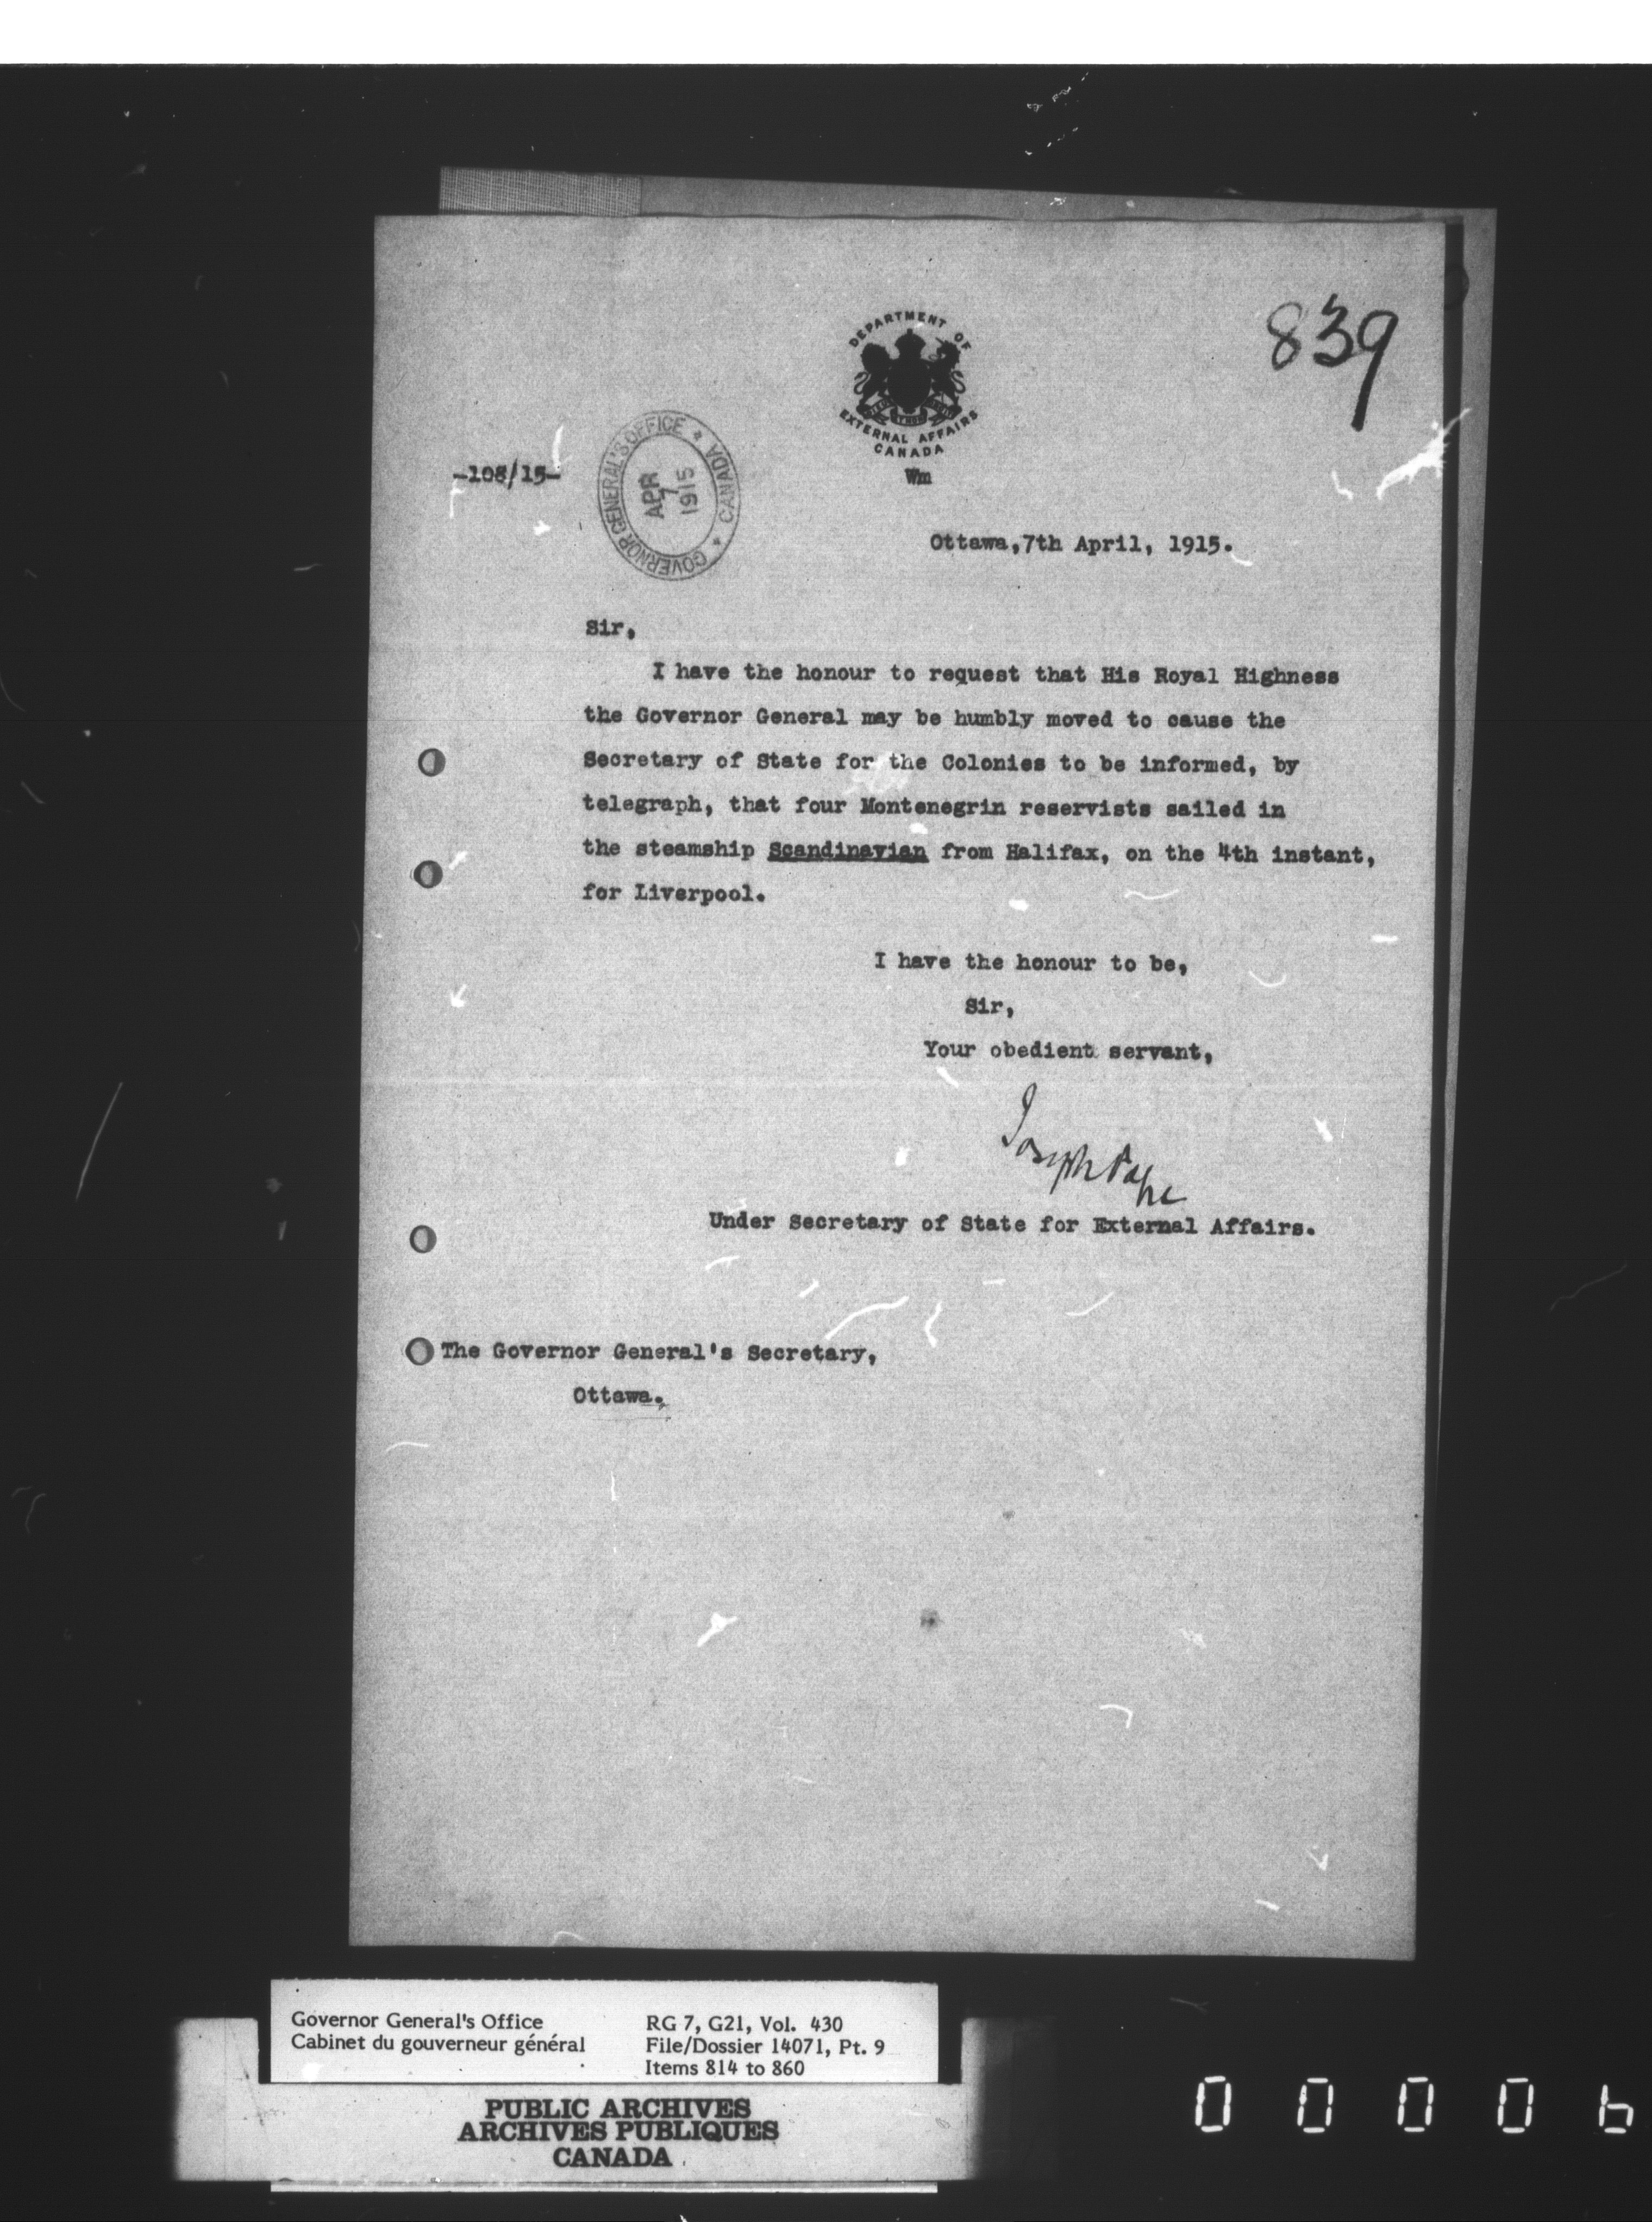 839
DEPARTMENT OF
EXTERNAL AFFAIRS
CANADA
Wm
-108/15-
GOVERNOR GENERAL'S OFFICE * CANADA *
APR
7
1915
Ottawa,7th April, 1915.
Sir,
I have the honour to request that His Royal Highness
the Governor General may be humbly moved to cause the
Secretary of State for the Colonies to be informed, by
telegraph, that four Montenegrin reservists sailed in
the steamship Scandinavian from Halifax, on the 4th instant,
for Liverpool.
I have the honour to be,
Sir,
Your obedient servant,
Joseph Pope
Under Secretary of State for External Affairs.
The Governor General's Secretary,
Ottawa.
Governor General's Office RG 7, G21, Vol. 430
Cabinet du gouverneur général File/Dossier 14071, Pt. 9
Items 814 to 860
PUBLIC ARCHIVES
ARCHIVES PUBLIQUES
CANADA
0 0 0 0